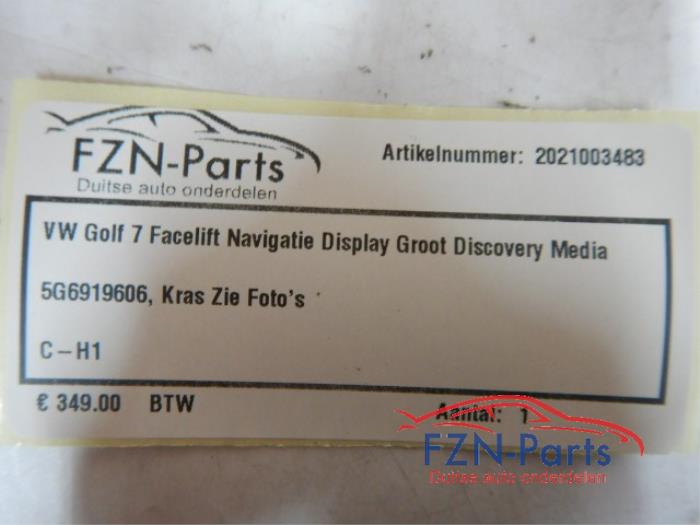 FZN-Parts
Duitse auto onderdelen
Artikelnummer: 2021003483
VW Golf 7 Facelift Navigatie Display Groot Discovery Media
5G6919606, Kras Zie Foto's
C-H1
€ 349.00 BTW
Aantal: 1
FZN-Parts
Duitse auto onderdelen